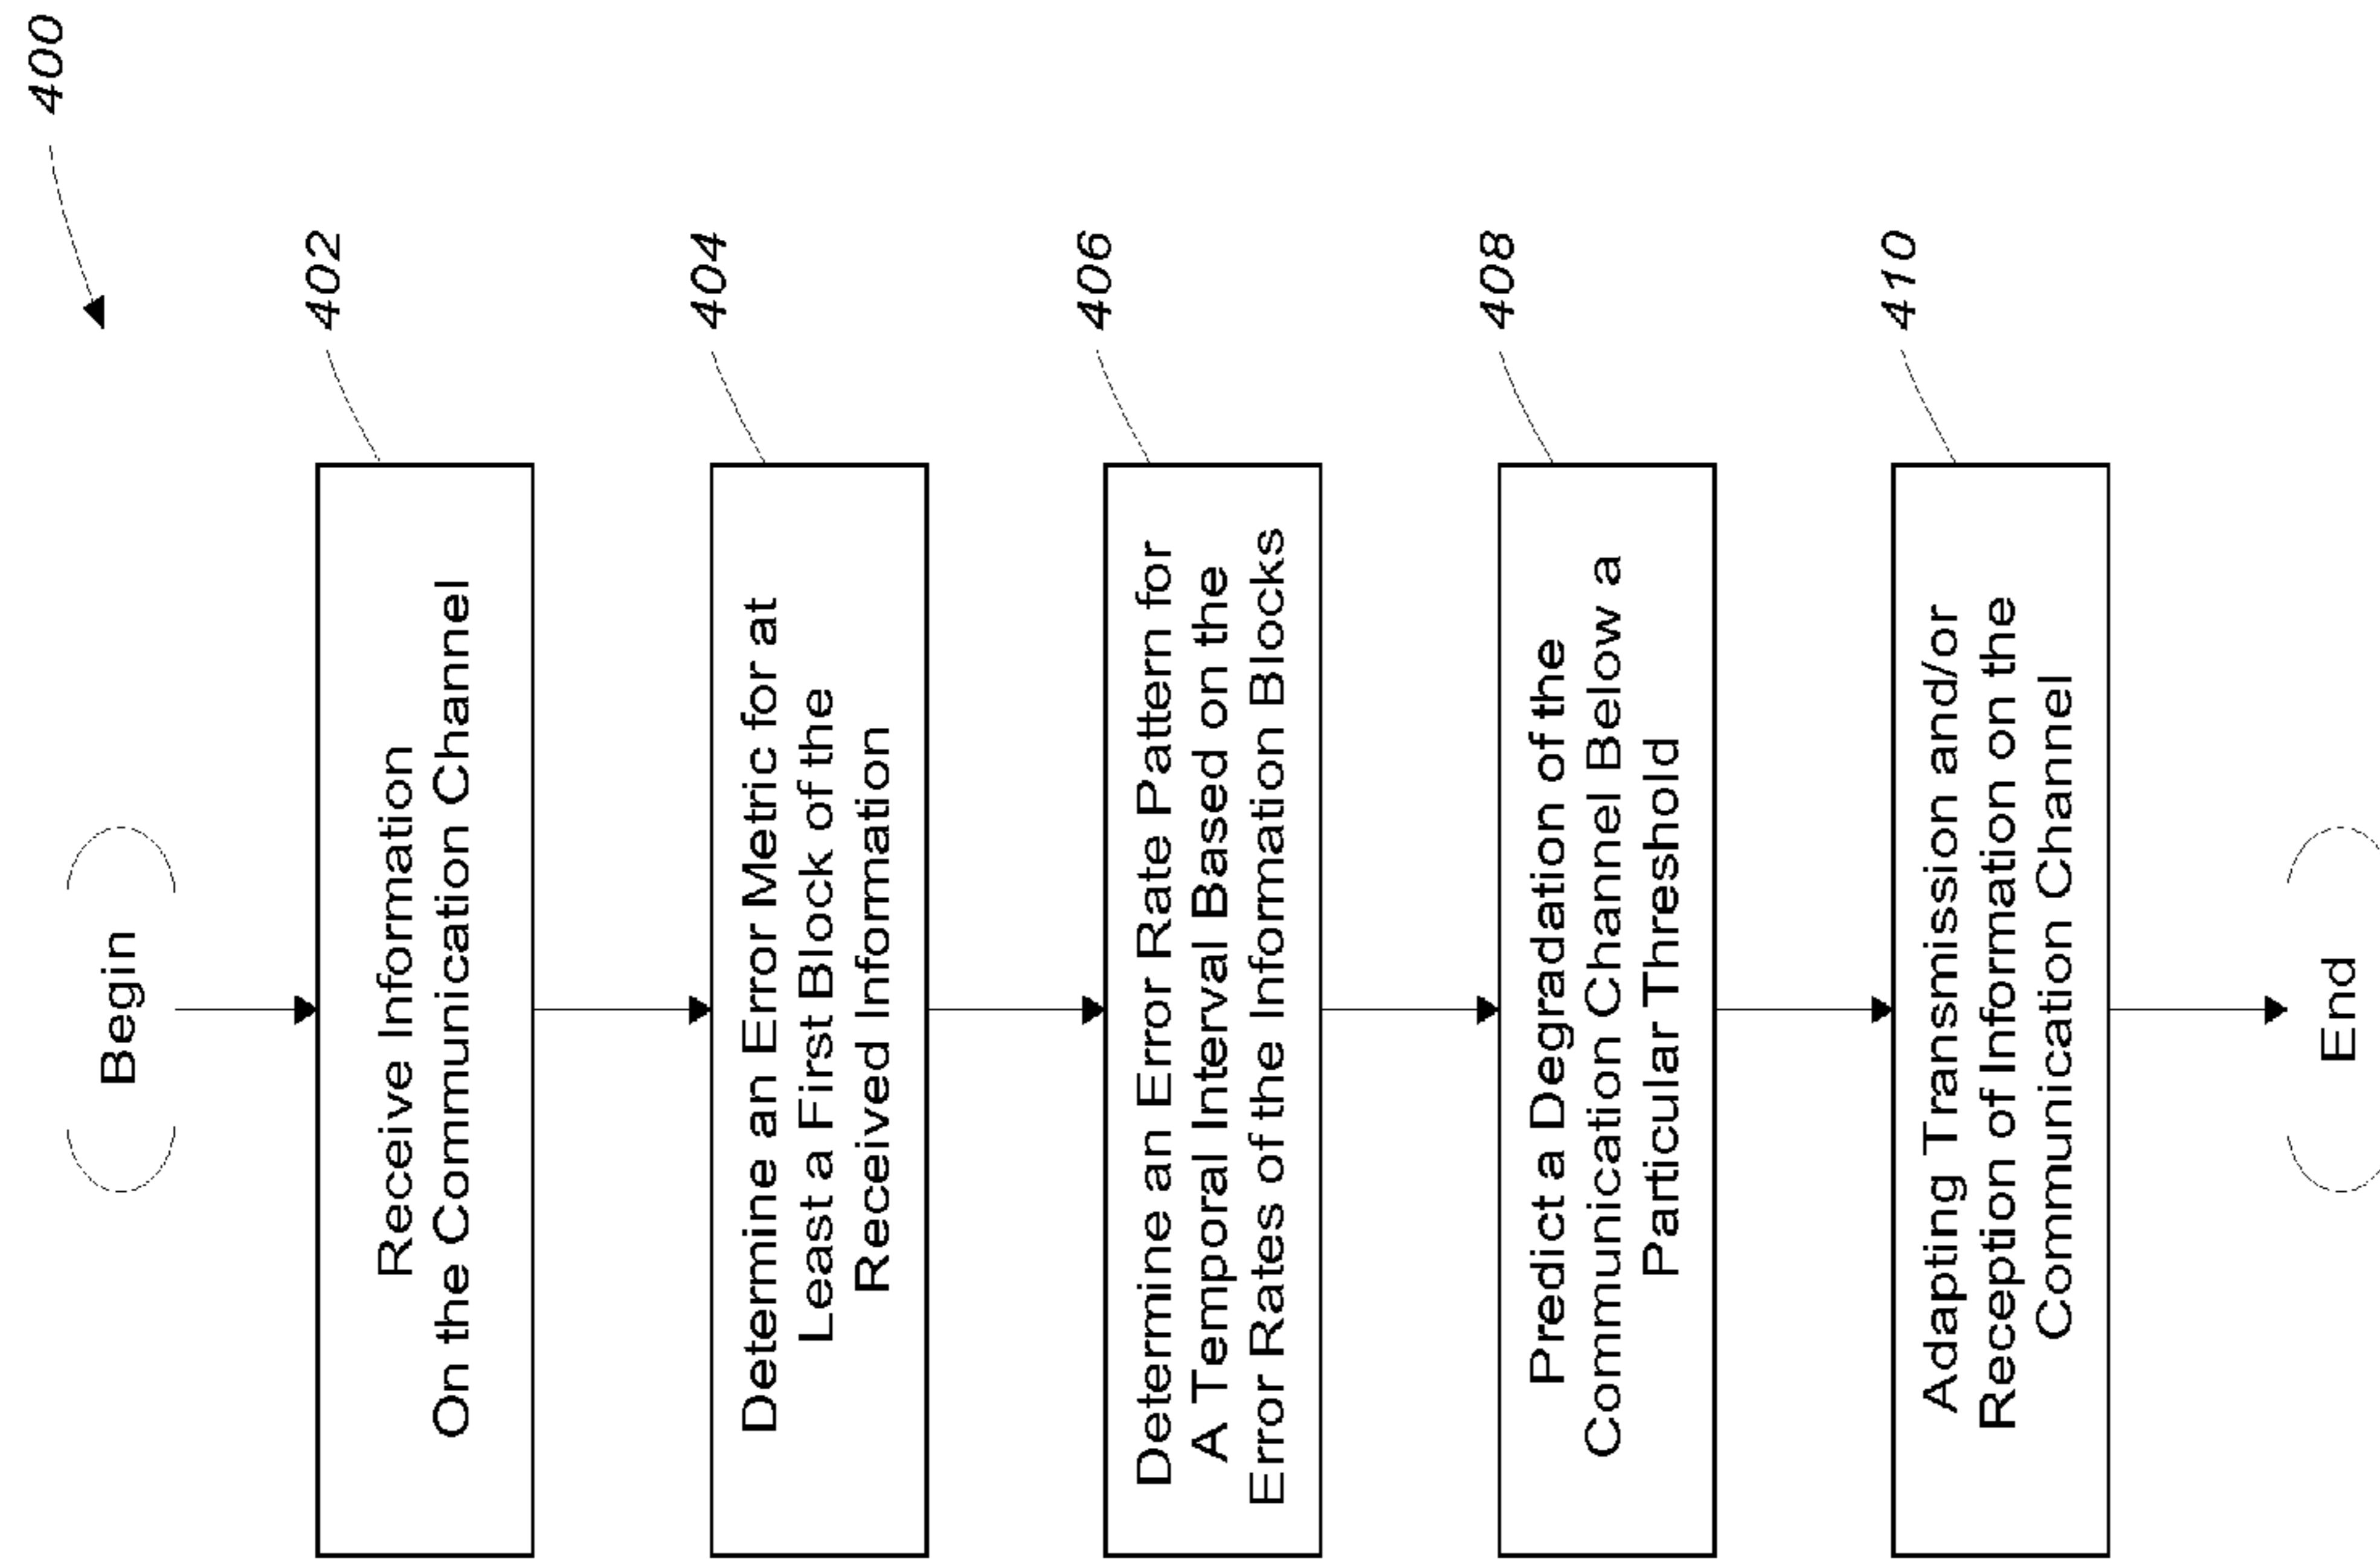 400
Begin
402
Receive Information
On the Communication Channel
404
Determine an Error Metric for at
Least a First Block of the
Received Information
406
Determine an Error Rate Pattern for
A Temporal Interval Based on the
Error Rates of the Information Blocks
408
Predict a Degradation of the
Communication Channel Below a
Particular Threshold
410
Adapting Transmission and/or
Reception of Information on the
Communication Channel
End